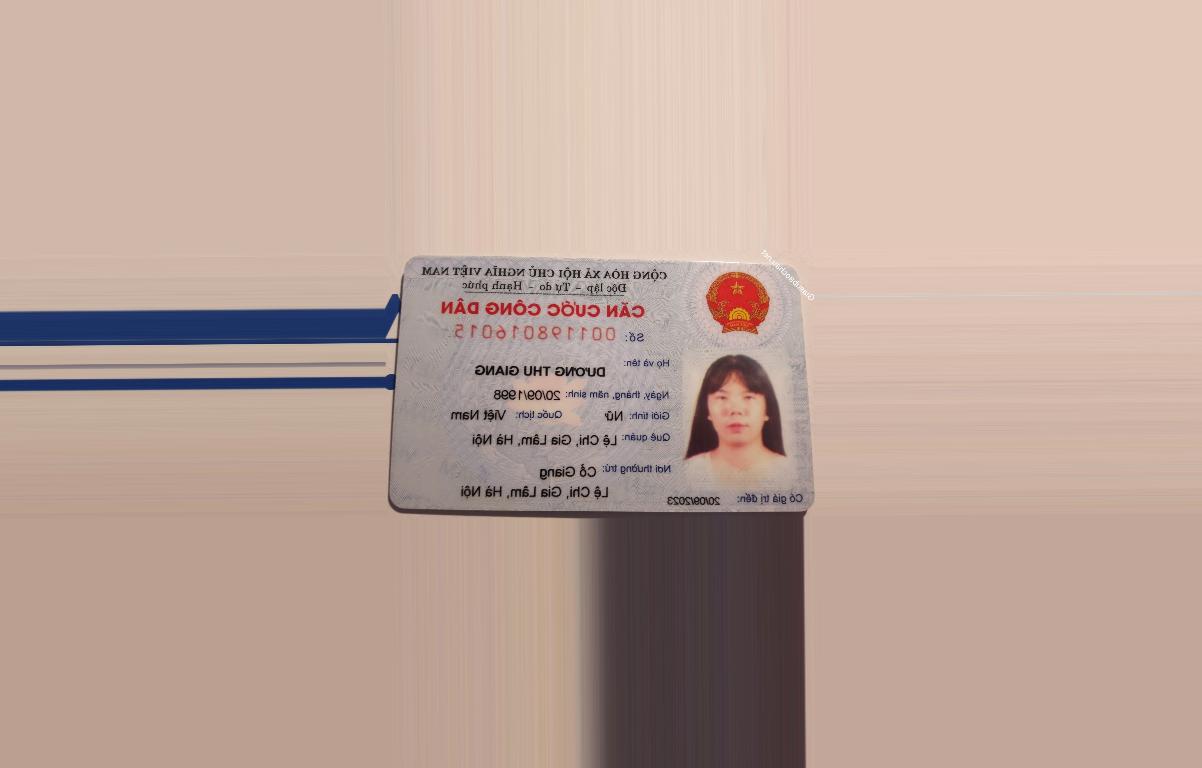 CỘNG HÒA XÃ HỘI CHỦ NGHĨA VIỆT NAM
Độc lập - Tự do - Hạnh phúc
CĂN CƯỚC CÔNG DÂN
Số: 001198016015
Họ và tên:
DƯƠNG THU GIANG
Ngày, tháng, năm sinh: 20/09/1998
Giới tính: Nữ Quốc tịch: Việt Nam
Quê quán: Lệ Chi, Gia Lâm, Hà Nội
Nơi thường trú: Cổ Giang
Lệ Chi, Gia Lâm, Hà Nội
Có giá trị đến: 20/09/2023